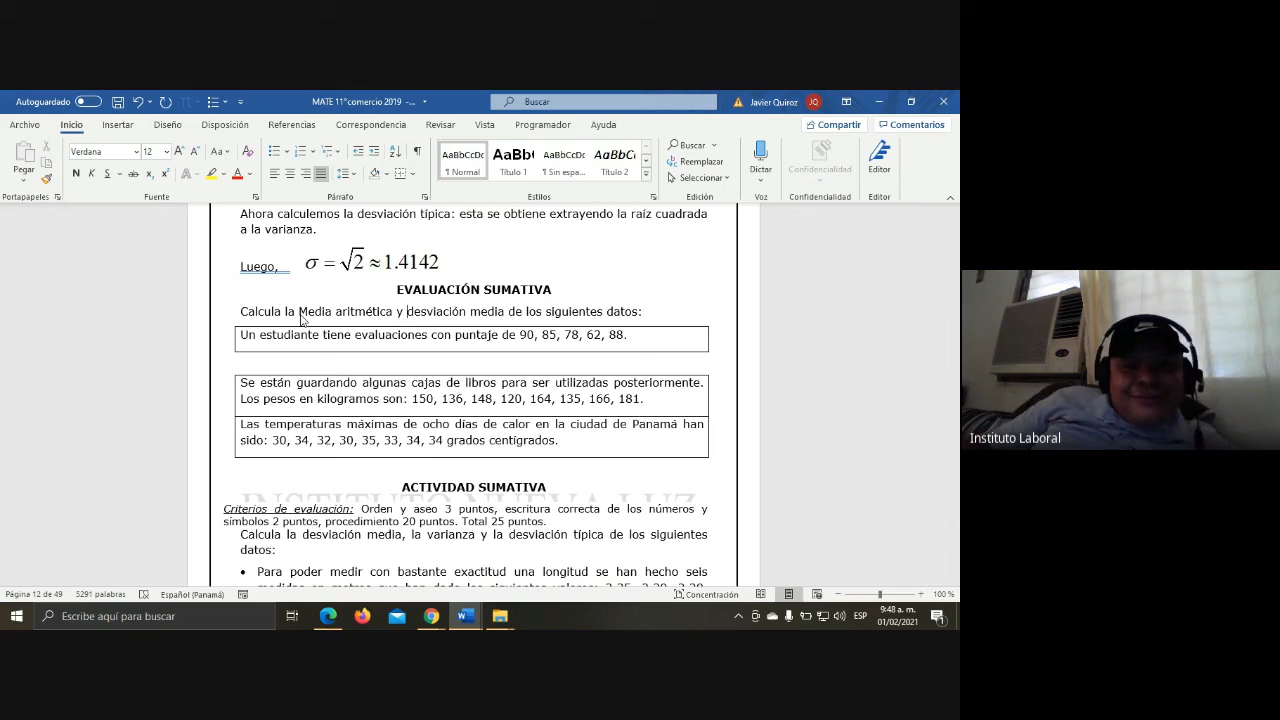 Autoguardado
MATE 11°comercio 2019 -...
Buscar
Javier Quiroz
JQ
Archivo
Inicio
Insertar
Diseño
Disposición
Referencias
Correspondencia
Revisar
Vista
Programador
Ayuda
Compartir
Comentarios
Pegar
Verdana
12
Aa
N K S ab x₂ x²
A A
AaBbCcDc
¶ Normal
AaBb(
Título 1
AaBbCcDc
¶ Sin espa...
AaBbC(
Título 2
Buscar
Reemplazar
Seleccionar
Dictar
Confidencialidad
Editor
Portapapeles
Fuente
Párrafo
Estilos
Edición
Voz
Confidencialidad
Editor
Ahora calculemos la desviación típica: esta se obtiene extrayendo la raíz cuadrada
a la varianza.
Luego, σ = √2 ≈ 1.4142
EVALUACIÓN SUMATIVA
Calcula la Media aritmética y desviación media de los siguientes datos:
Un estudiante tiene evaluaciones con puntaje de 90, 85, 78, 62, 88.
Se están guardando algunas cajas de libros para ser utilizadas posteriormente.
Los pesos en kilogramos son: 150, 136, 148, 120, 164, 135, 166, 181.
Las temperaturas máximas de ocho días de calor en la ciudad de Panamá han
sido: 30, 34, 32, 30, 35, 33, 34, 34 grados centígrados.
ACTIVIDAD SUMATIVA
INSTITUTO NUEVA LUZ
Criterios de evaluación: Orden y aseo 3 puntos, escritura correcta de los números y
símbolos 2 puntos, procedimiento 20 puntos. Total 25 puntos.
Calcula la desviación media, la varianza y la desviación típica de los siguientes
datos:
• Para poder medir con bastante exactitud una longitud se han hecho seis
Página 12 de 49
5291 palabras
Español (Panamá)
Concentración
100 %
Escribe aquí para buscar
ESP
9:48 a. m.
01/02/2021
1
Instituto Laboral